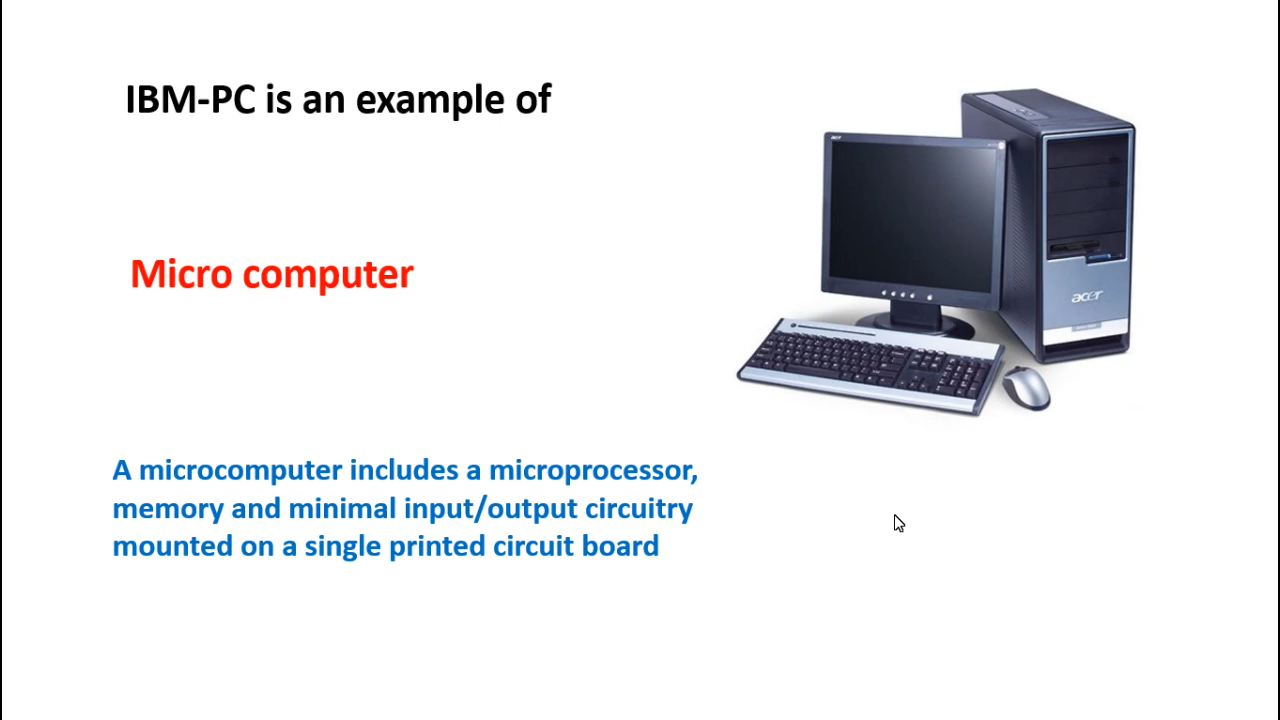 IBM-PC is an example of
Micro computer
A microcomputer includes a microprocessor,
memory and minimal input/output circuitry
mounted on a single printed circuit board
acer
acer